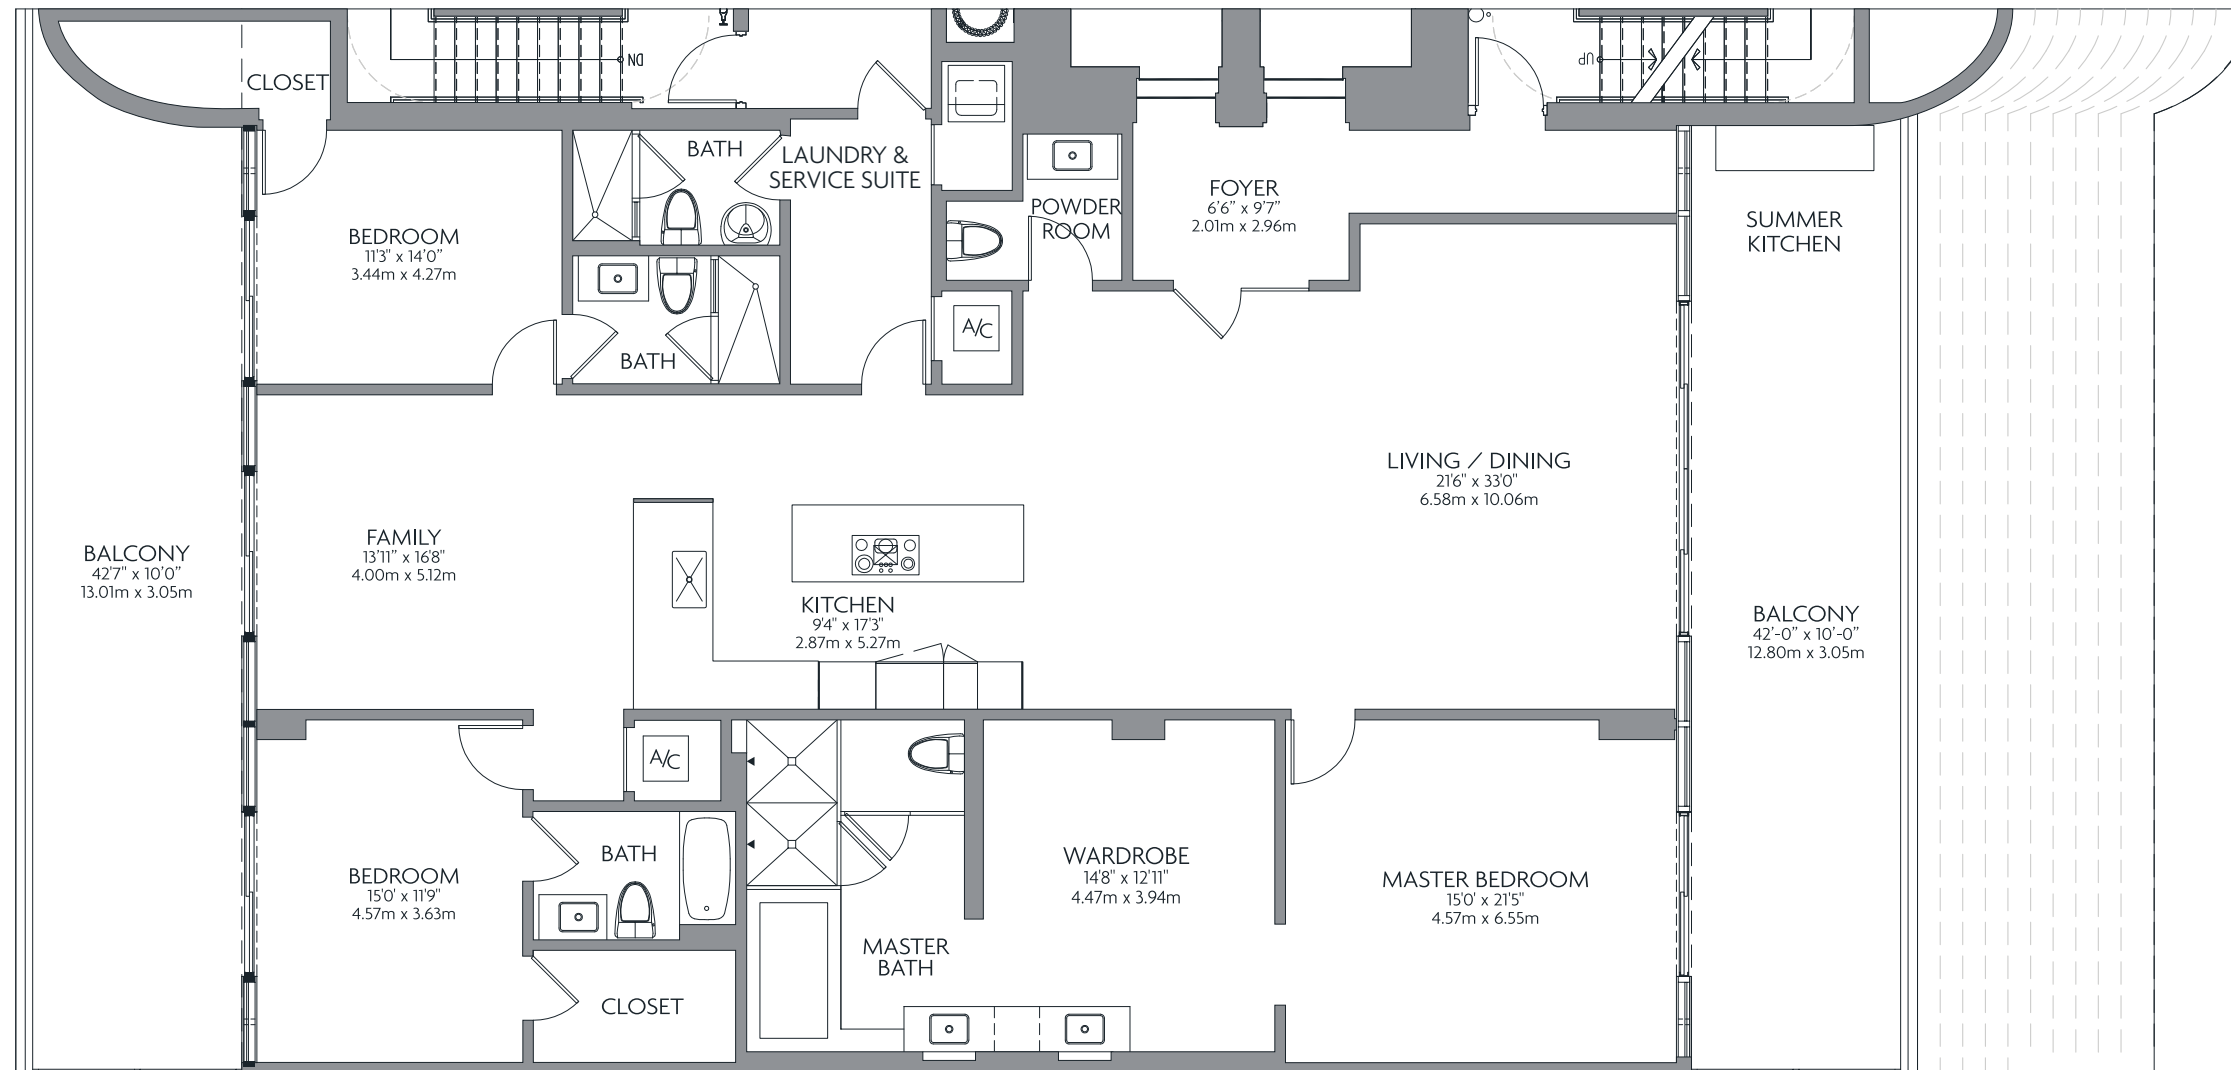 DN
UP
CLOSET
BATH
LAUNDRY &
SERVICE SUITE
FOYER
6'6" x 9'7"
2.01m x 2.96m
POWDER
ROOM
SUMMER
KITCHEN
BEDROOM
11'3" x 14'0"
3.44m x 4.27m
A/C
BATH
LIVING / DINING
21'6" x 33'0"
6.58m x 10.06m
FAMILY
13'11" x 16'8"
4.00m x 5.12m
BALCONY
42'7" x 10'0"
13.01m x 3.05m
KITCHEN
9'4" x 17'3"
2.87m x 5.27m
BALCONY
42'-0" x 10'-0"
12.80m x 3.05m
A/C
BATH
WARDROBE
14'8" x 12'11"
4.47m x 3.94m
BEDROOM
15'0' x 11'9"
4.57m x 3.63m
MASTER BEDROOM
15'0' x 21'5"
4.57m x 6.55m
MASTER
BATH
CLOSET